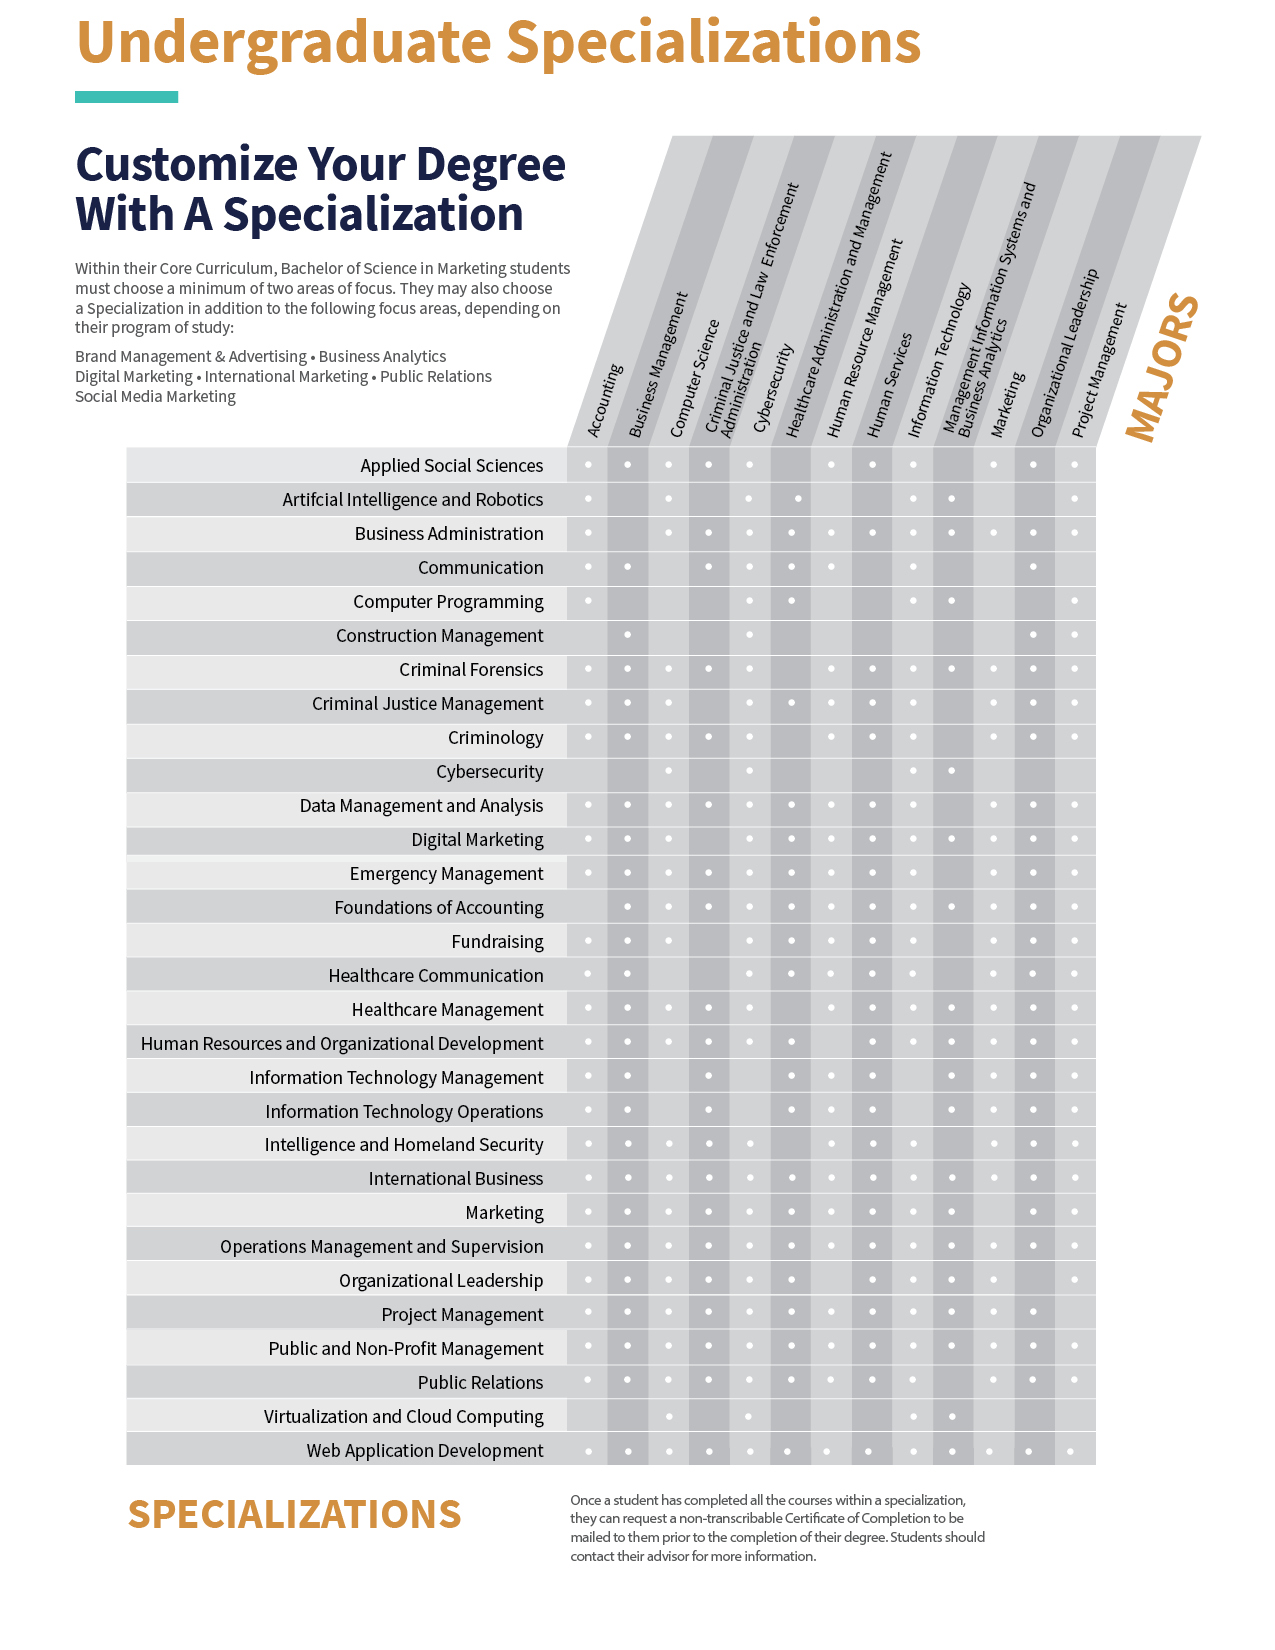 Undergraduate Specializations
Customize Your Degree
With A Specialization
Within their Core Curriculum, Bachelor of Science in Marketing students
must choose a minimum of two areas of focus. They may also choose
a Specialization in addition to the following focus areas, depending on
their program of study:
Brand Management & Advertising • Business Analytics
Digital Marketing • International Marketing • Public Relations
Social Media Marketing
Accounting
Business Management
Computer Science
Criminal Justice and Law Enforcement
Administration
Cybersecurity
Healthcare Administration and Management
Human Resource Management
Human Services
Information Technology
Management Information Systems and
Business Analytics
Marketing
Organizational Leadership
Project Management
MAJORS
Applied Social Sciences
Artifcial Intelligence and Robotics
Business Administration
Communication
Computer Programming
Construction Management
Criminal Forensics
Criminal Justice Management
Criminology
Cybersecurity
Data Management and Analysis
Digital Marketing
Emergency Management
Foundations of Accounting
Fundraising
Healthcare Communication
Healthcare Management
Human Resources and Organizational Development
Information Technology Management
Information Technology Operations
Intelligence and Homeland Security
International Business
Marketing
Operations Management and Supervision
Organizational Leadership
Project Management
Public and Non-Profit Management
Public Relations
Virtualization and Cloud Computing
Web Application Development
SPECIALIZATIONS
Once a student has completed all the courses within a specialization,
they can request a non-transcribable Certificate of Completion to be
mailed to them prior to the completion of their degree. Students should
contact their advisor for more information.